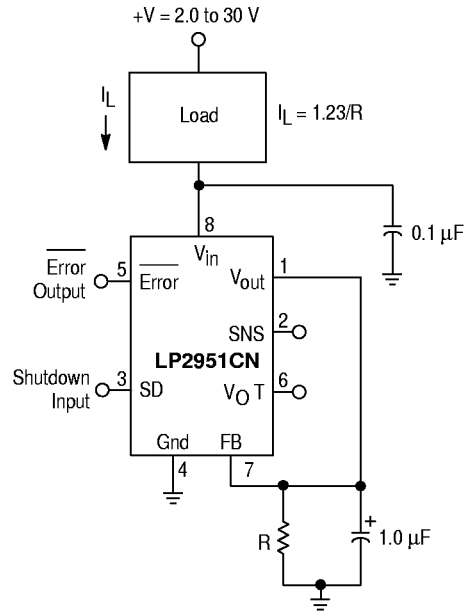 +V = 2.0 to 30 V
I_L
Load
I_L = 1.23/R
8
0.1 µF
V_in
Error
Output
5
Error
V_out
1
SNS
2
LP2951CN
Shutdown
Input
3
SD
V_O T
6
Gnd
FB
4
7
R
+
1.0 µF